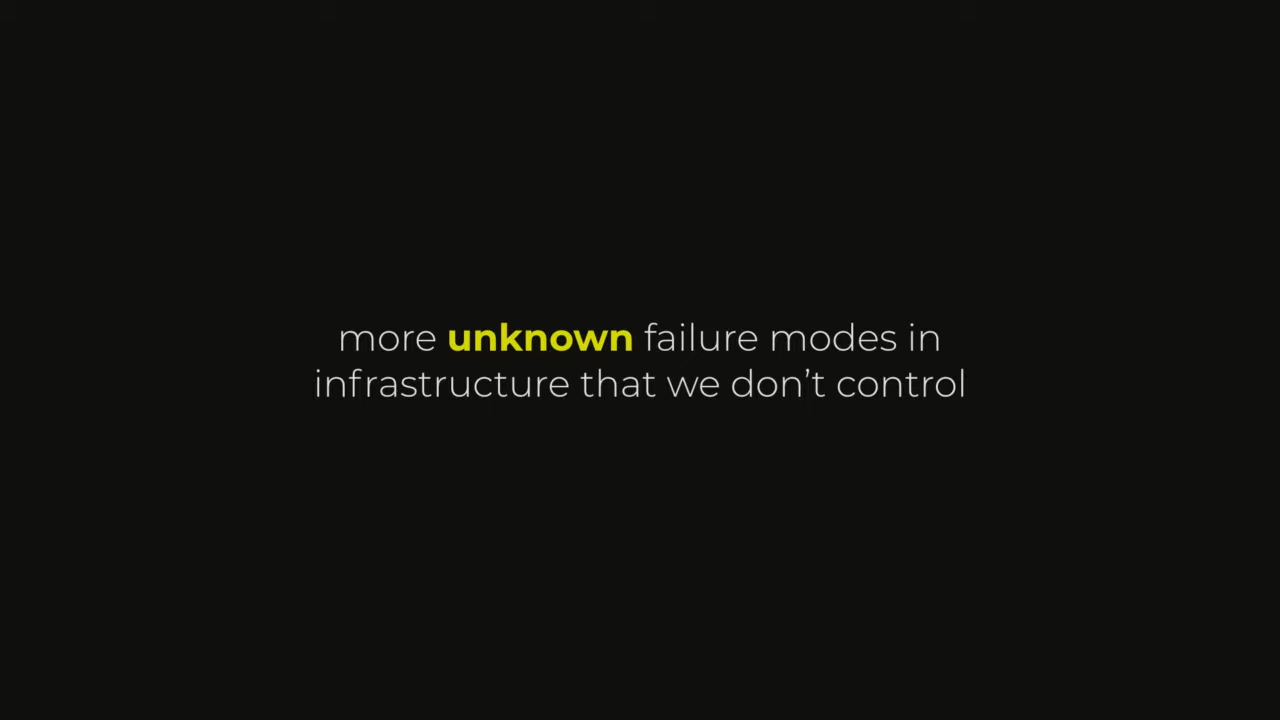 more unknown failure modes in
infrastructure that we don’t control